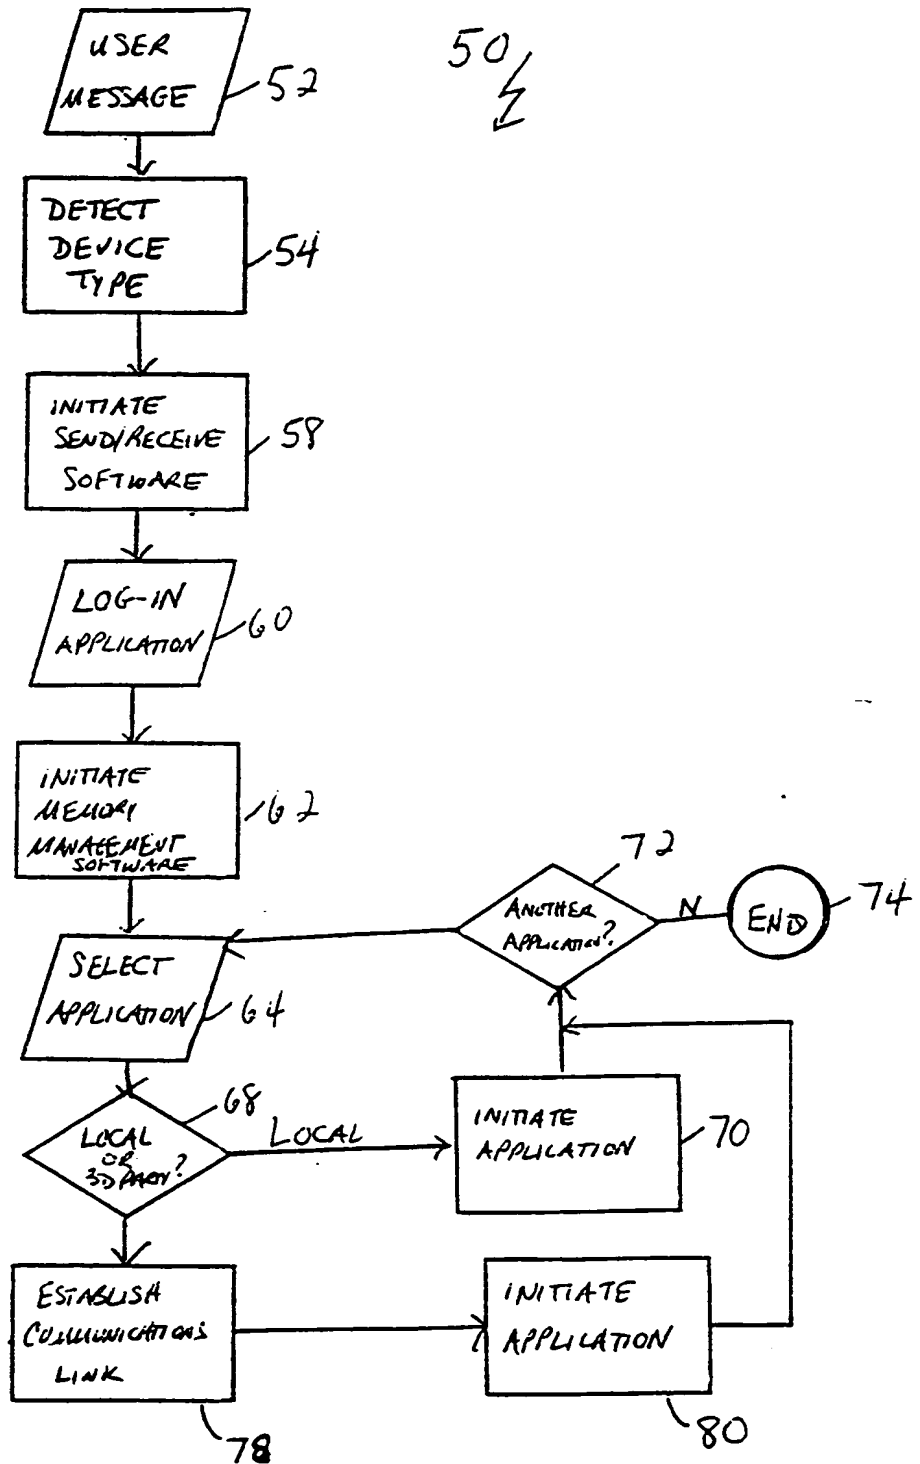 USER
MESSAGE
52
50
DETECT
DEVICE
TYPE
54
INITIATE
SEND/RECEIVE
SOFTWARE
58
LOG-IN
APPLICATION
60
INITIATE
MEMORY
MANAGEMENT
SOFTWARE
62
SELECT
APPLICATION
64
ANOTHER
APPLICATION?
72
N
END
74
LOCAL
OR
3D PARTY?
68
LOCAL
INITIATE
APPLICATION
70
ESTABLISH
COMMUNICATIONS
LINK
78
INITIATE
APPLICATION
80